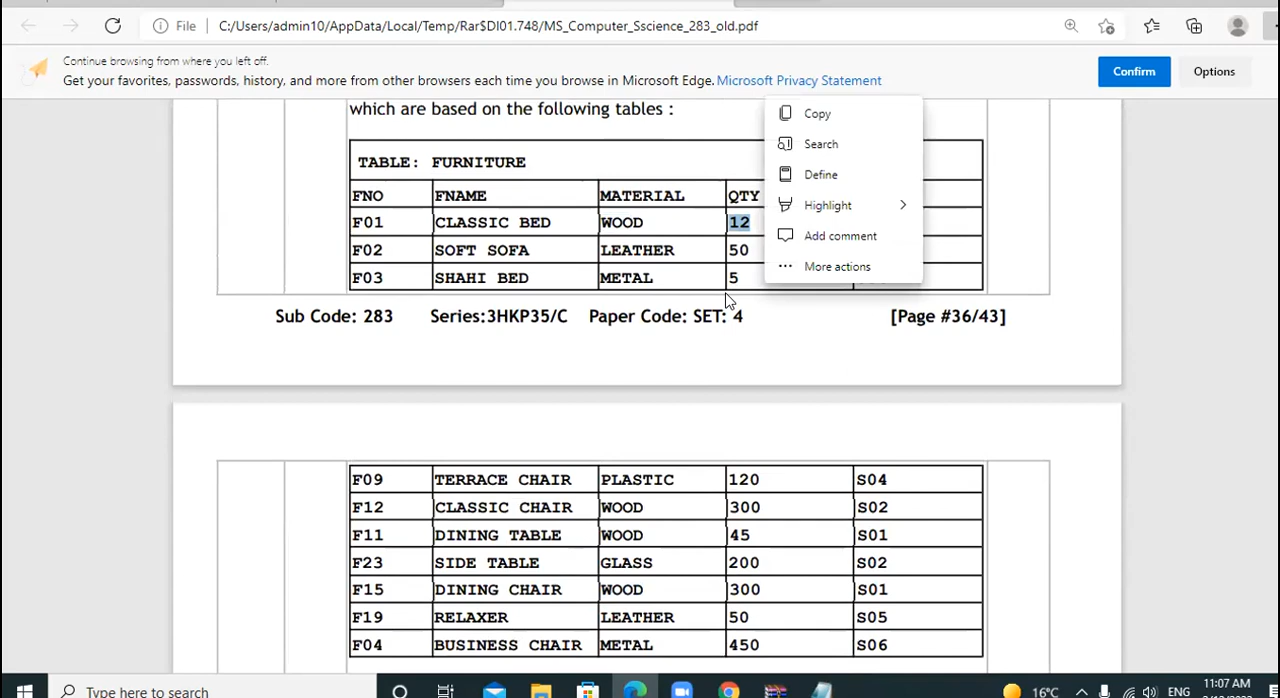 File C:/Users/admin10/AppData/Local/Temp/Rar$DI01.748/MS_Computer_Sscience_283_old.pdf
Continue browsing from where you left off.
Get your favorites, passwords, history, and more from other browsers each time you browse in Microsoft Edge. Microsoft Privacy Statement
Confirm Options
which are based on the following tables :
Copy
Search
Define
Highlight
Add comment
More actions
TABLE: FURNITURE
FNO FNAME MATERIAL QTY
F01 CLASSIC BED WOOD 12
F02 SOFT SOFA LEATHER 50
F03 SHAHI BED METAL 5
Sub Code: 283 Series:3HKP35/C Paper Code: SET: 4 [Page #36/43]
F09 TERRACE CHAIR PLASTIC 120 S04
F12 CLASSIC CHAIR WOOD 300 S02
F11 DINING TABLE WOOD 45 S01
F23 SIDE TABLE GLASS 200 S02
F15 DINING CHAIR WOOD 300 S01
F19 RELAXER LEATHER 50 S05
F04 BUSINESS CHAIR METAL 450 S06
Type here to search
16°C ENG
11:07 AM